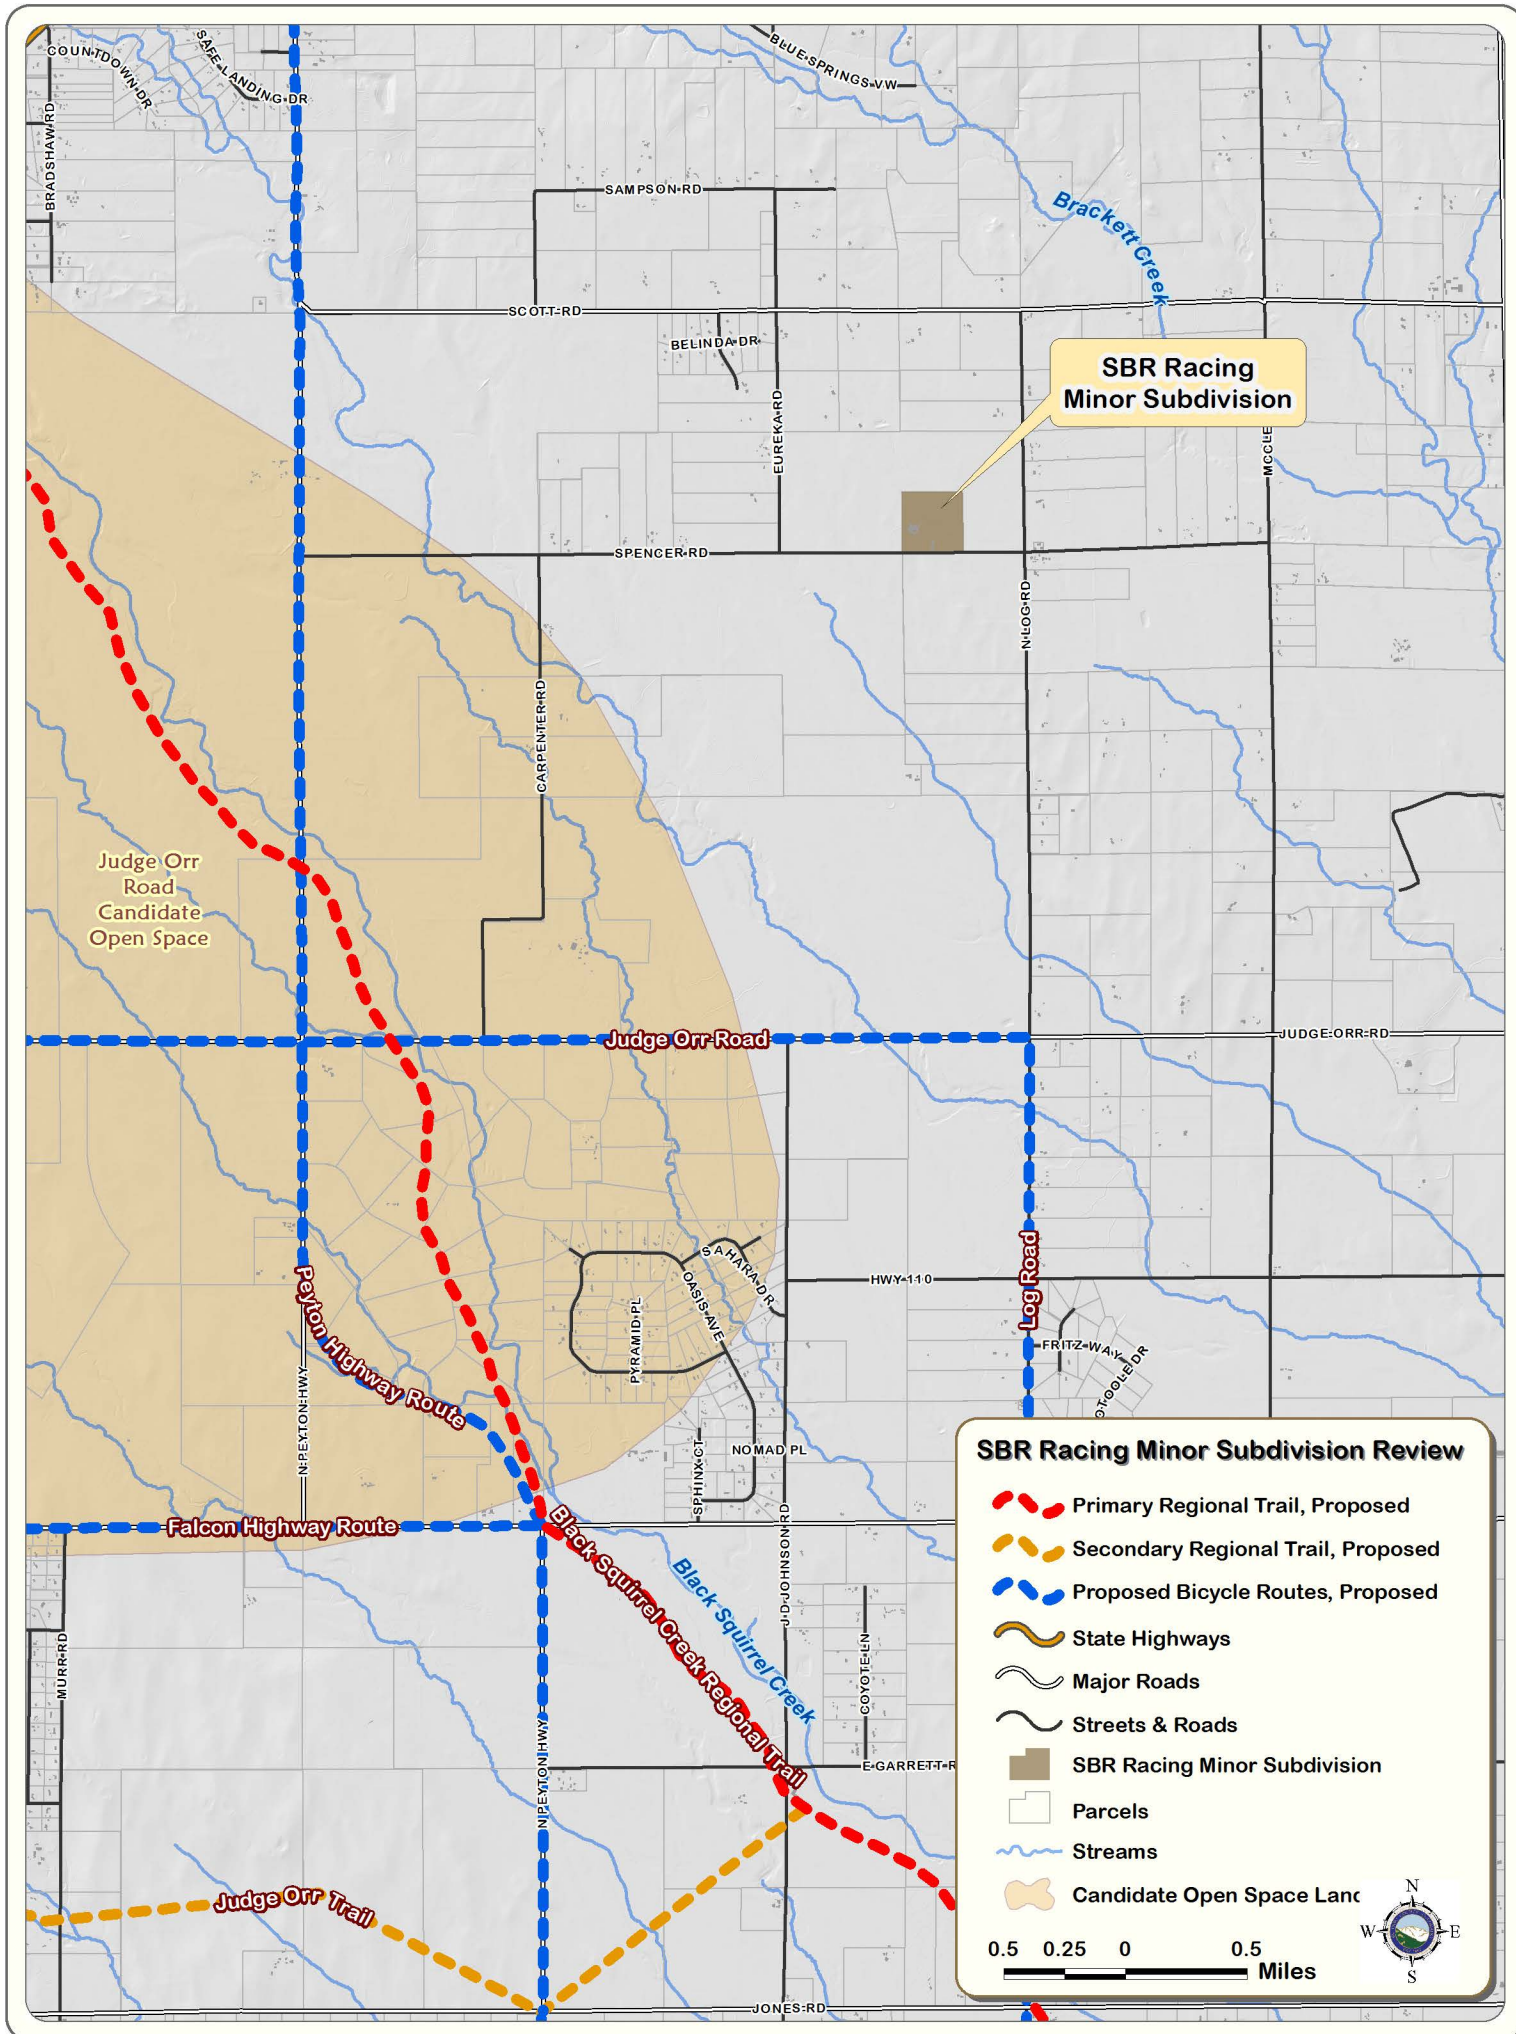 COUNTDOWN DR
SAFE LANDING DR
BLUE SPRINGS VW
BRADSHAW RD
SAMPSON RD
Brackett Creek
SCOTT RD
BELINDA DR
SBR Racing
Minor Subdivision
EUREKA RD
MCCLE
SPENCER RD
N LOG RD
CARPENTER RD
Judge Orr
Road
Candidate
Open Space
Judge Orr Road
JUDGE ORR RD
SAHARA DR
HWY 110
Log Road
OASIS AVE
PYRAMID PL
Peyton Highway Route
FRITZ WAY
OTOOLE DR
N PEYTON HWY
NOMAD PL
SPHINX CT
Falcon Highway Route
J D JOHNSON RD
Black Squirrel Creek Regional Trail
Black Squirrel Creek
MURR RD
COYOTE LN
N PEYTON HWY
E GARRETT R
Judge Orr Trail
JONES RD
SBR Racing Minor Subdivision Review
Primary Regional Trail, Proposed
Secondary Regional Trail, Proposed
Proposed Bicycle Routes, Proposed
State Highways
Major Roads
Streets & Roads
SBR Racing Minor Subdivision
Parcels
Streams
Candidate Open Space Lanc
N
W E
S
0.5 0.25 0 0.5
Miles